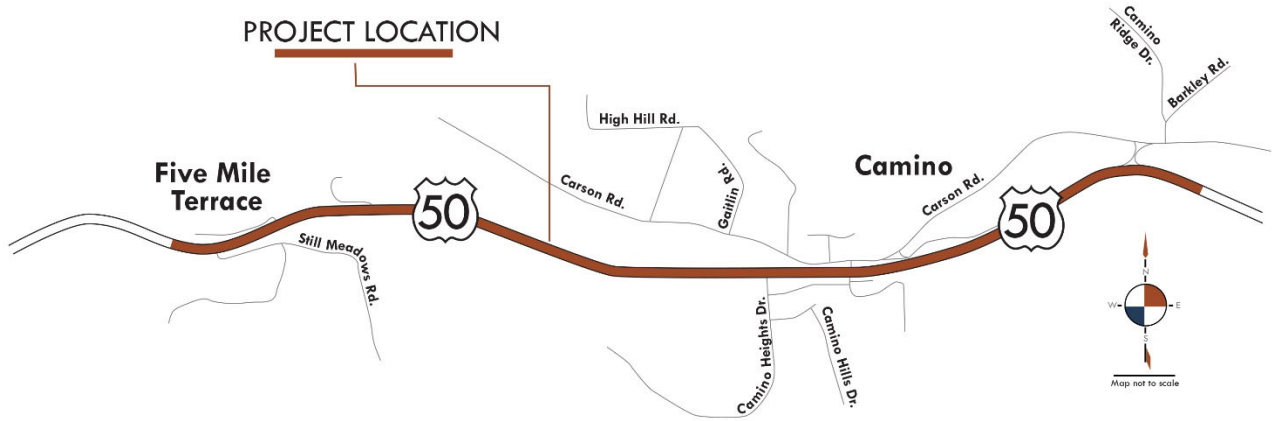 PROJECT LOCATION
Camino
Ridge Dr.
Barkley Rd.
High Hill Rd.
Gaitlin Rd.
Camino
Five Mile
Terrace
Carson Rd.
Carson Rd.
50
50
Still Meadows
Rd.
Camino Heights Dr.
Camino Hills Dr.
N
W
E
S
Map not to scale